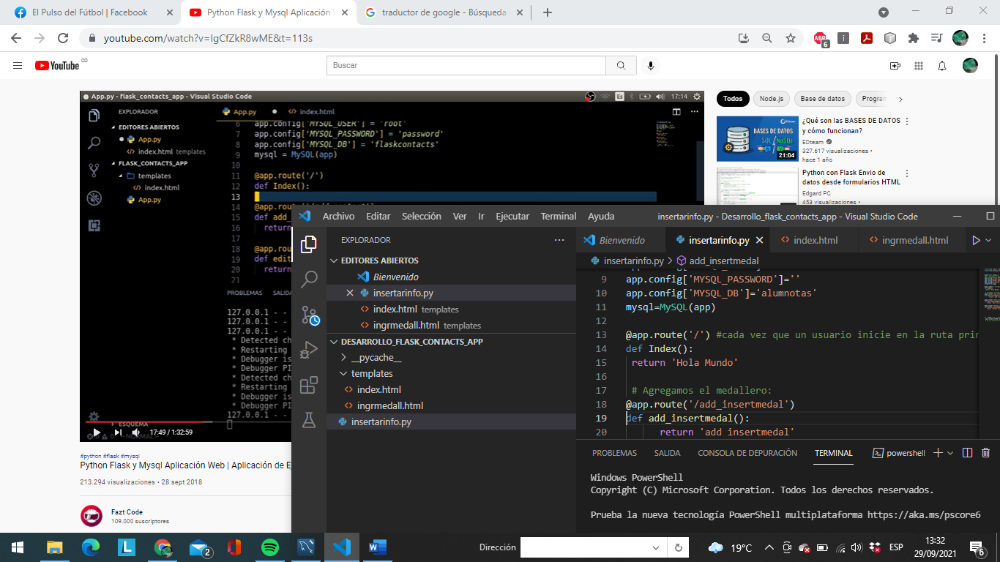 El Pulso del Fútbol | Facebook
Python Flask y Mysql Aplicación
traductor de google - Búsqueda
youtube.com/watch?v=IgCfZkR8wME&t=113s
ABP
6
YouTube
CO
Buscar
App.py - flask_contacts_app - Visual Studio Code
Es
17:14
EXPLORADOR
App.py
index.html
EDITORES ABIERTOS
App.py
index.html templates
FLASK_CONTACTS_APP
templates
index.html
App.py
6 app.config['MYSQL_USER'] = 'root'
7 app.config['MYSQL_PASSWORD'] = 'password'
8 app.config['MYSQL_DB'] = 'flaskcontacts'
9 mysql = MySQL(app)
10
11 @app.route('/')
12 def Index():
13
14 @app.rou
15 def add_
16 return
17
18 @app.rou
19 def edit
20 return
21
PROBLEMAS SALIDA
127.0.0.1 - -
127.0.0.1 - -
127.0.0.1 - -
* Detected ch
* Restarting
* Debugger is
* Debugger PI
* Detected ch
* Restarting
* Debugger is
* Debugger PI
127.0.0.1 - -
ESQUEMA
0 0 -- NORMAL --
17:49 / 1:32:59
#python #flask #mysql
Python Flask y Mysql Aplicación Web | Aplicación de Ej
213.294 visualizaciones • 28 sept 2018
Fazt Code
109.000 suscriptores
Todos
Node.js
Base de datos
Progran
BASES DE DATOS
SQL / NoSQL
EDteam
21:04
¿Qué son las BASES DE DATOS
y cómo funcionan?
EDteam
327.617 visualizaciones •
hace 1 año
Python con Flask Envio de
datos desde formularios HTML
Edgard PC
453 visualizaciones •
Archivo Editar Selección Ver Ir Ejecutar Terminal Ayuda
insertarinfo.py - Desarrollo_flask_contacts_app - Visual Studio Code
EXPLORADOR
EDITORES ABIERTOS
Bienvenido
insertarinfo.py
index.html templates
ingrmedall.html templates
DESARROLLO_FLASK_CONTACTS_APP
__pycache__
templates
index.html
ingrmedall.html
insertarinfo.py
Bienvenido
insertarinfo.py
index.html
ingrmedall.html
insertarinfo.py > add_insertmedal
9 app.config['MYSQL_PASSWORD']=''
10 app.config['MYSQL_DB']='alumnotas'
11 mysql=MySQL(app)
12
13 @app.route('/') #cada vez que un usuario inicie en la ruta prin
14 def Index():
15 return 'Hola Mundo'
16
17 # Agregamos el medallero:
18 @app.route('/add_insertmedal')
19 def add_insertmedal():
20 return 'add insertmedal'
PROBLEMAS SALIDA CONSOLA DE DEPURACIÓN TERMINAL
powershell
Windows PowerShell
Copyright (C) Microsoft Corporation. Todos los derechos reservados.
Prueba la nueva tecnología PowerShell multiplataforma https://aka.ms/pscore6
L
2
W
Dirección
19°C
ESP
13:32
29/09/2021
6